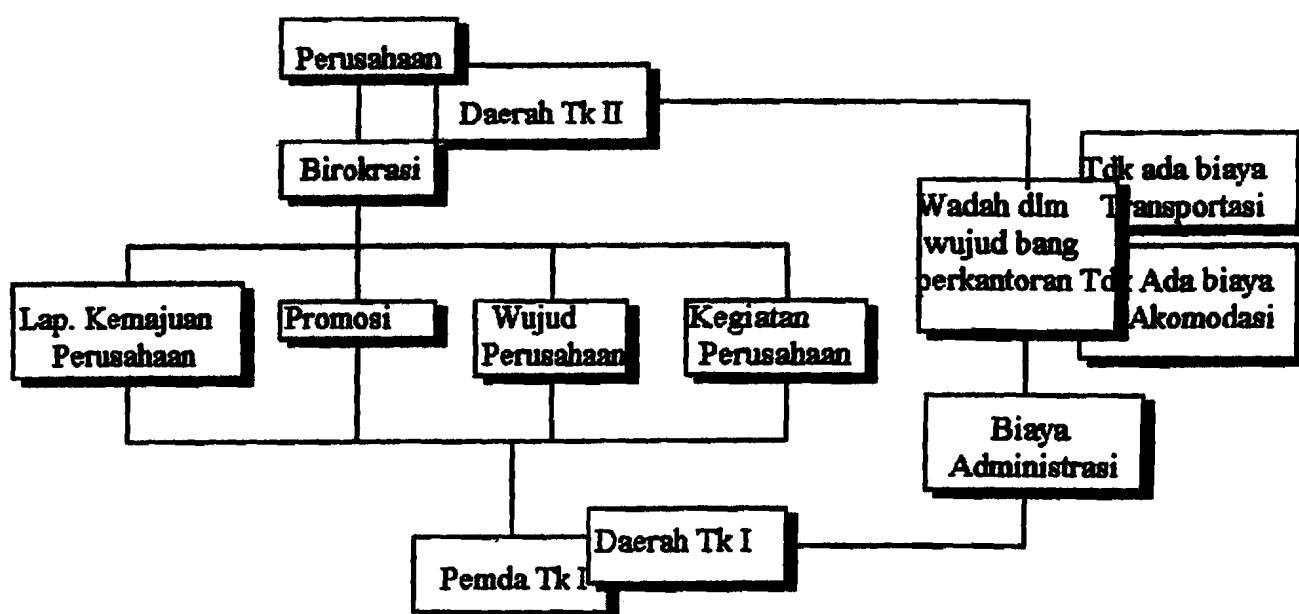 Perusahaan
Daerah Tk II
Birokrasi
Tdk ada biaya
Transportasi
Wadah dlm
wujud bang
perkantoran
Tdk Ada biaya
Akomodasi
Lap. Kemajuan
Perusahaan
Promosi
Wujud
Perusahaan
Kegiatan
Perusahaan
Biaya
Administrasi
Daerah Tk I
Pemda Tk I